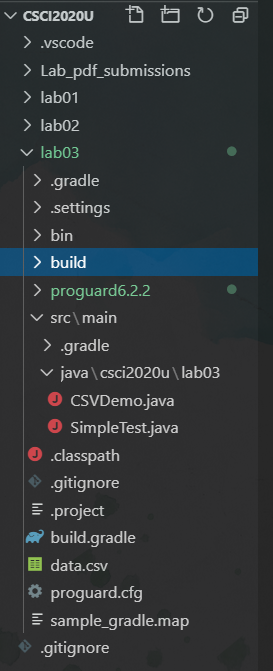 CSCI2020U
.vscode
Lab_pdf_submissions
lab01
lab02
lab03
.gradle
.settings
bin
build
proguard6.2.2
src\main
.gradle
java\csci2020u\lab03
CSVDemo.java
SimpleTest.java
.classpath
.gitignore
.project
build.gradle
data.csv
proguard.cfg
sample_gradle.map
.gitignore